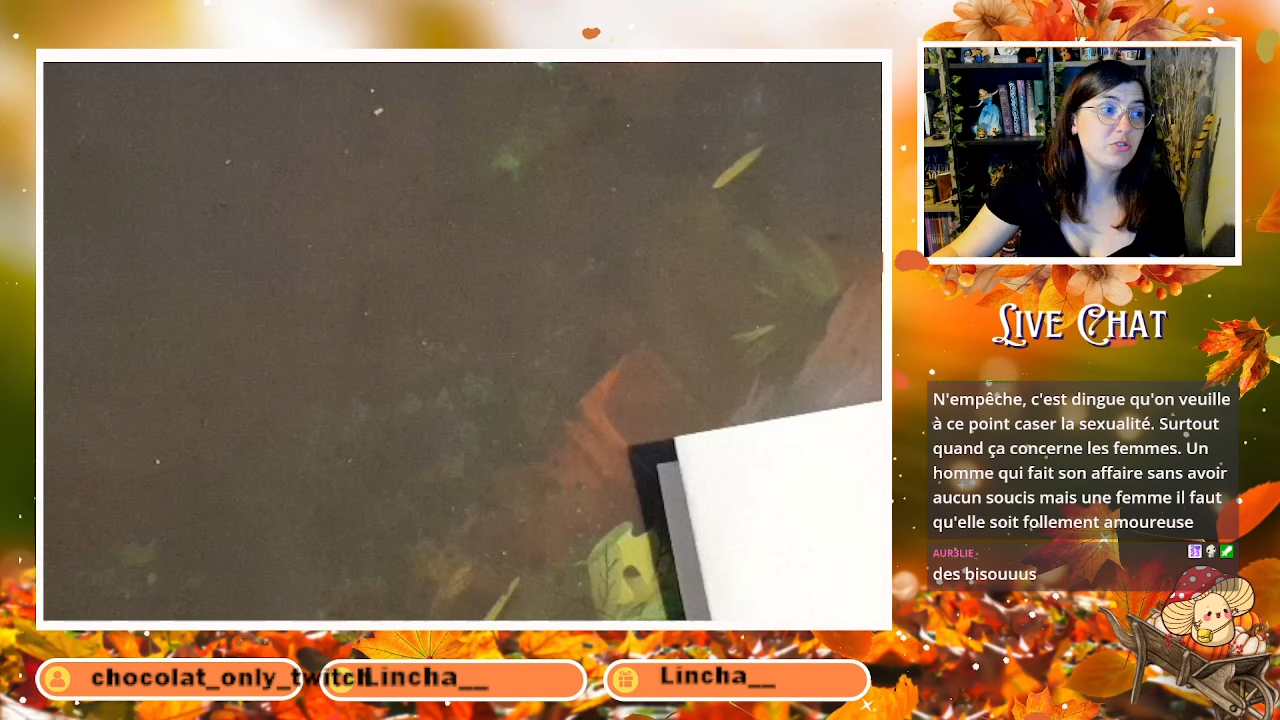 Live Chat
N'empêche, c'est dingue qu'on veuille
à ce point caser la sexualité. Surtout
quand ça concerne les femmes. Un
homme qui fait son affaire sans avoir
aucun soucis mais une femme il faut
qu'elle soit follement amoureuse
AUR3LIE
des bisouuus
chocolat_only_twitch
Lincha__
Lincha__